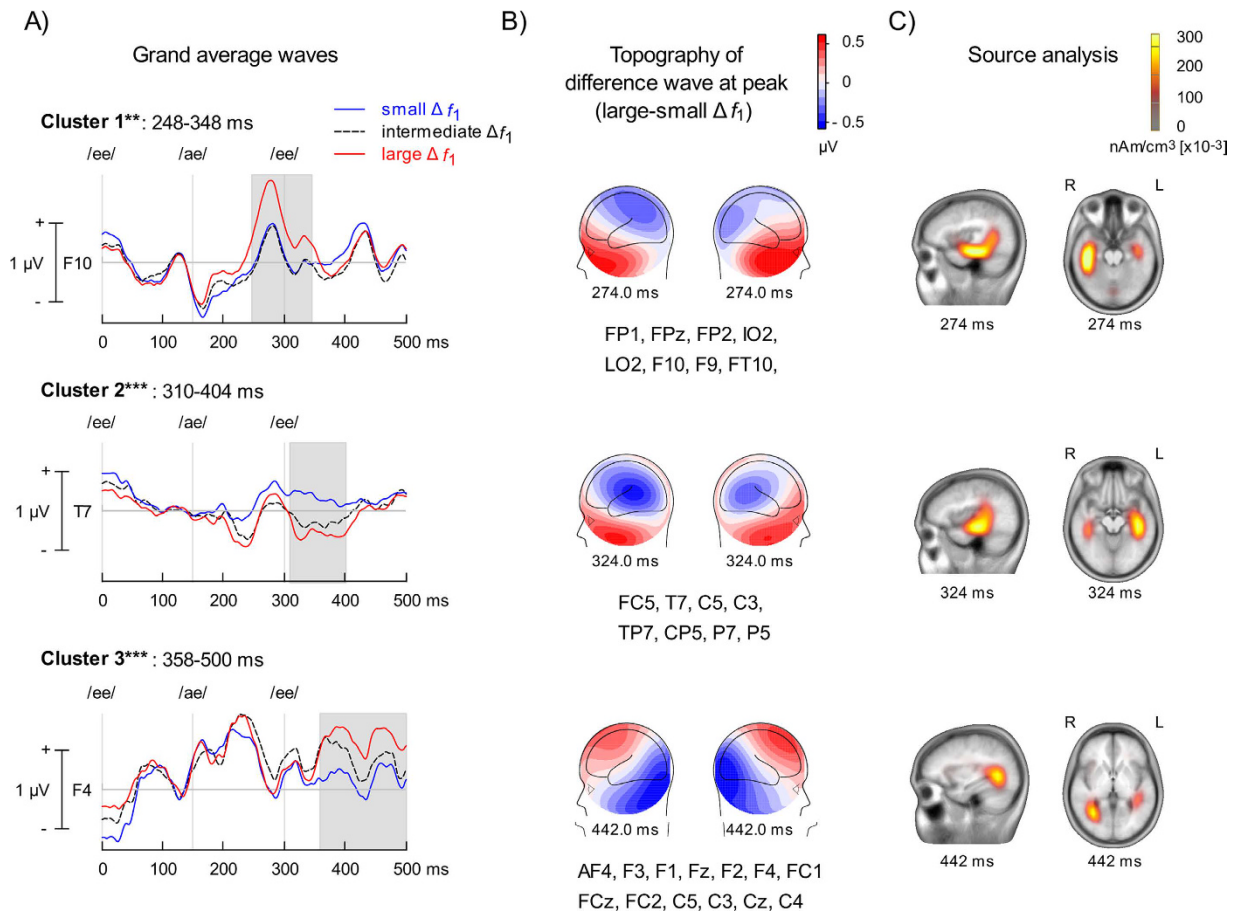 A)
Grand average waves
Cluster 1**: 248-348 ms
small Δ f1
intermediate Δf1
large Δ f1
/ee/ /ae/ /ee/
+
1 µV F10
-
0 100 200 300 400 500 ms
Cluster 2*** : 310-404 ms
/ee/ /ae/ /ee/
+
1 µV T7
-
0 100 200 300 400 500 ms
Cluster 3*** : 358-500 ms
/ee/ /ae/ /ee/
+
1 µV F4
-
0 100 200 300 400 500 ms
B)
Topography of
difference wave at peak
(large-small Δ f1)
0.5
0
- 0.5
µV
274.0 ms 274.0 ms
FP1, FPz, FP2, IO2,
LO2, F10, F9, FT10,
324.0 ms 324.0 ms
FC5, T7, C5, C3,
TP7, CP5, P7, P5
442.0 ms 442.0 ms
AF4, F3, F1, Fz, F2, F4, FC1
FCz, FC2, C5, C3, Cz, C4
C)
Source analysis
300
200
100
0
nAm/cm³ [x10-³]
R L
274 ms 274 ms
R L
324 ms 324 ms
R L
442 ms 442 ms